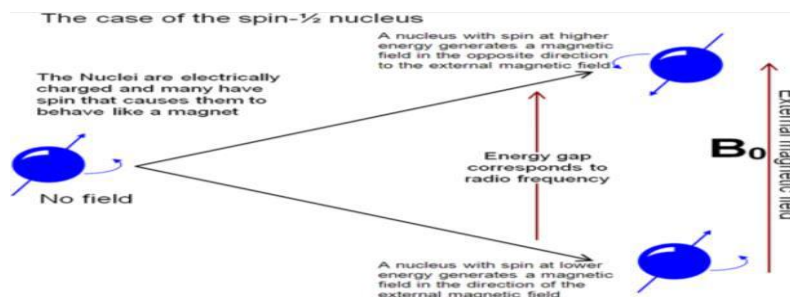 The case of the spin-½ nucleus
A nucleus with spin at higher
energy generates a magnetic
field in the opposite direction
to the external magnetic field
The Nuclei are electrically
charged and many have
spin that causes them to
behave like a magnet
No field
Energy gap
corresponds to
radio frequency
B₀
External magnetic field
A nucleus with spin at lower
energy generates a magnetic
field in the direction of the
external magnetic field